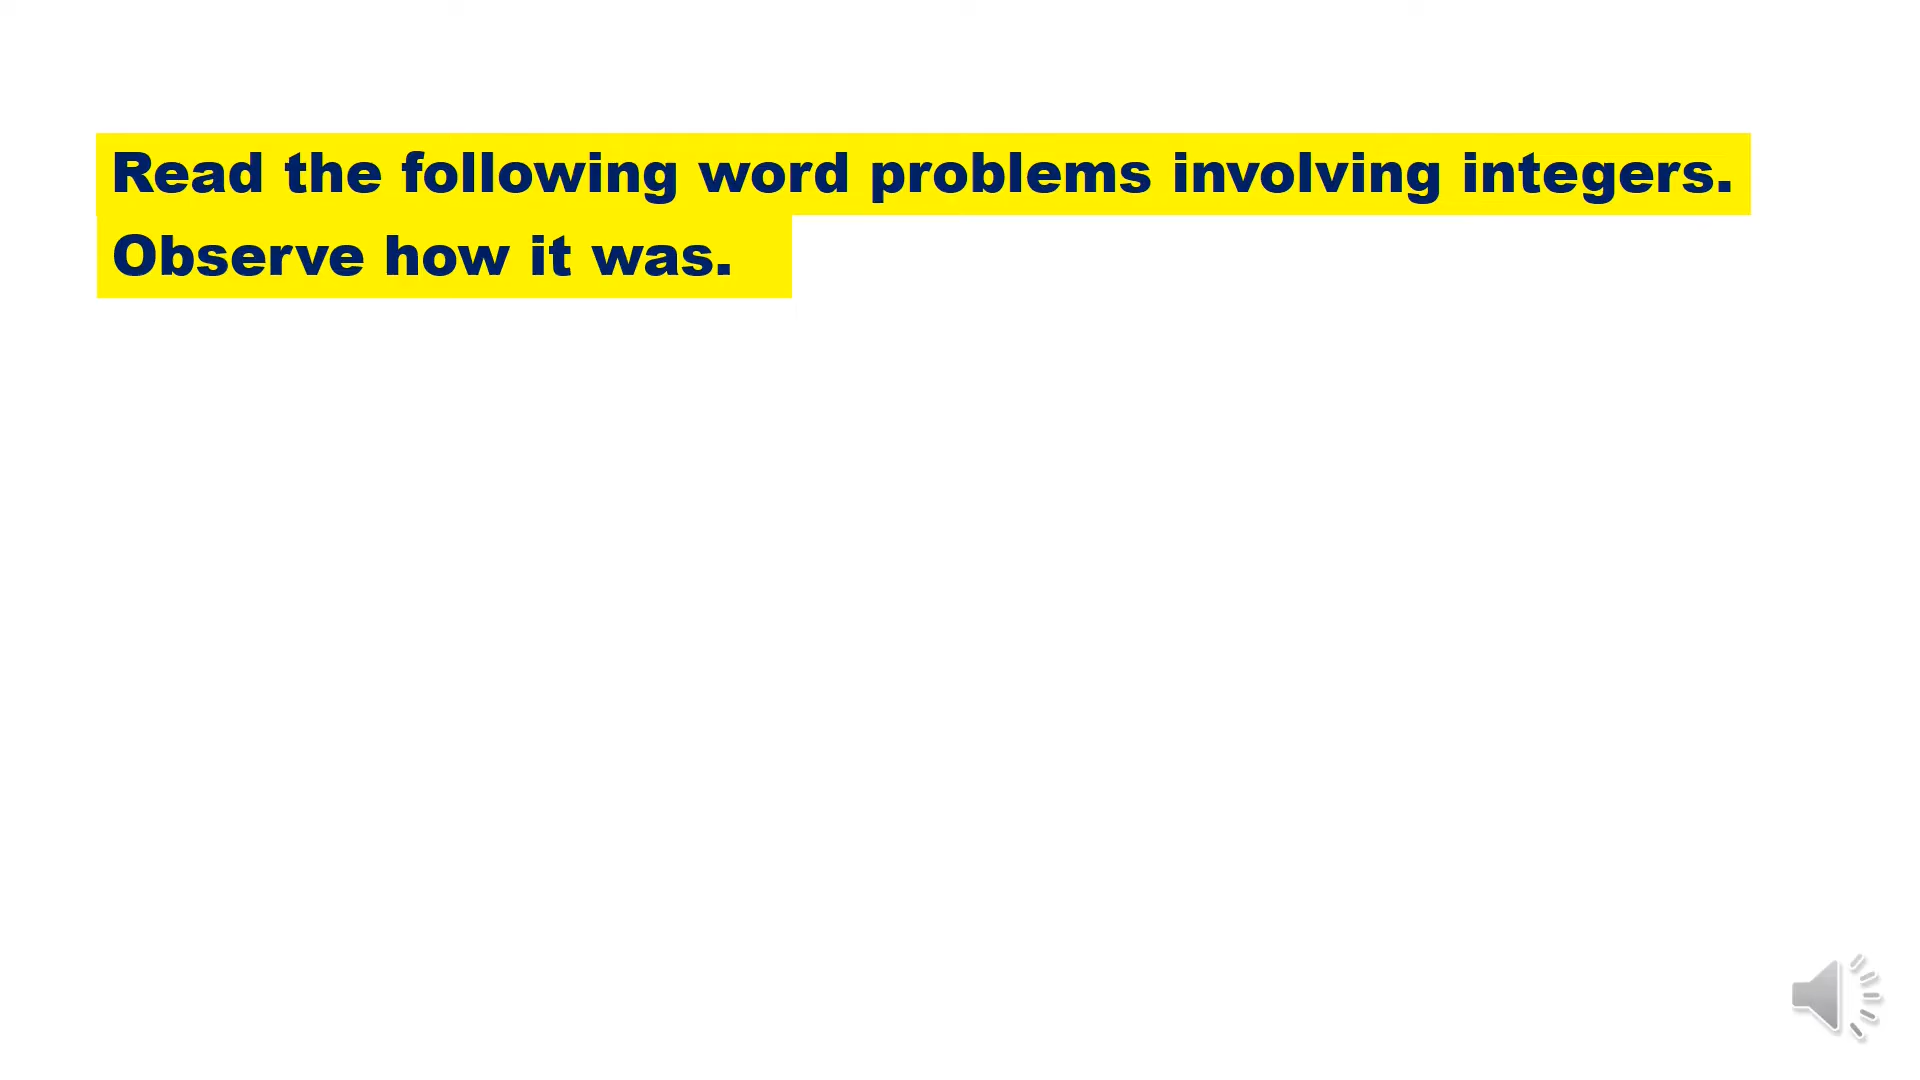 Read the following word problems involving integers.
Observe how it was.